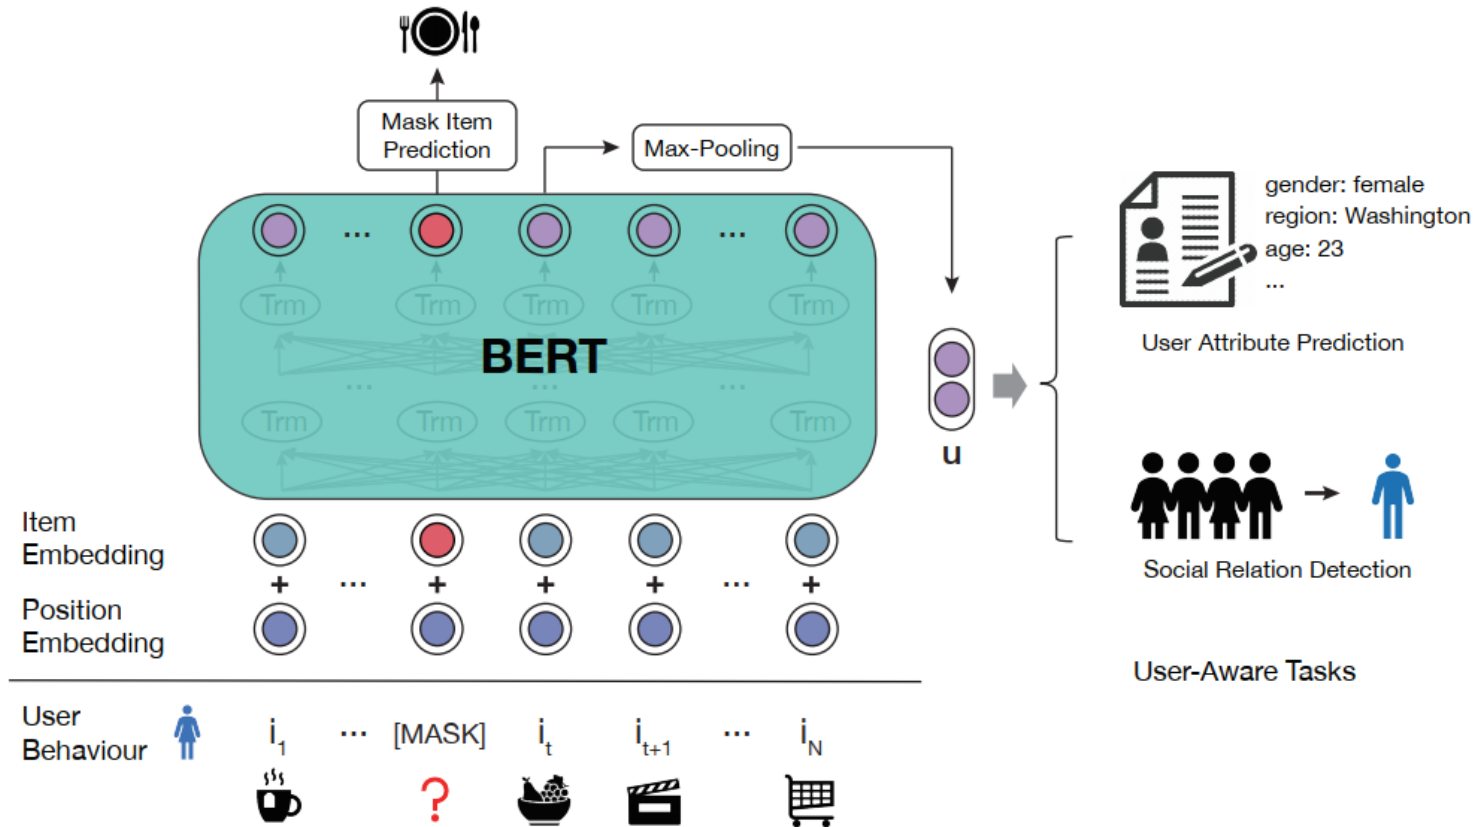 Mask Item
Prediction
Max-Pooling
gender: female
region: Washington
age: 23
...
User Attribute Prediction
... ...
Trm Trm Trm Trm Trm
BERT
... ... ...
Trm Trm Trm Trm Trm
u
Social Relation Detection
User-Aware Tasks
Item
Embedding
+ ... + + + ... +
Position
Embedding
User
Behaviour
i₁ ... [MASK] iₜ iₜ₊₁ ... i_N
?